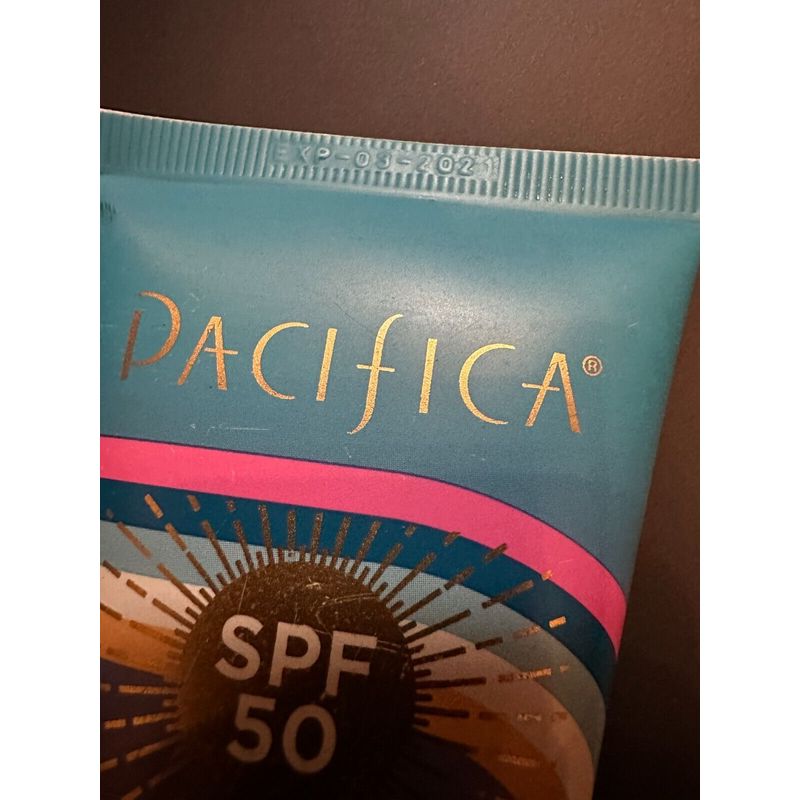 EXP-03-2021
PACIFICA®
SPF
50